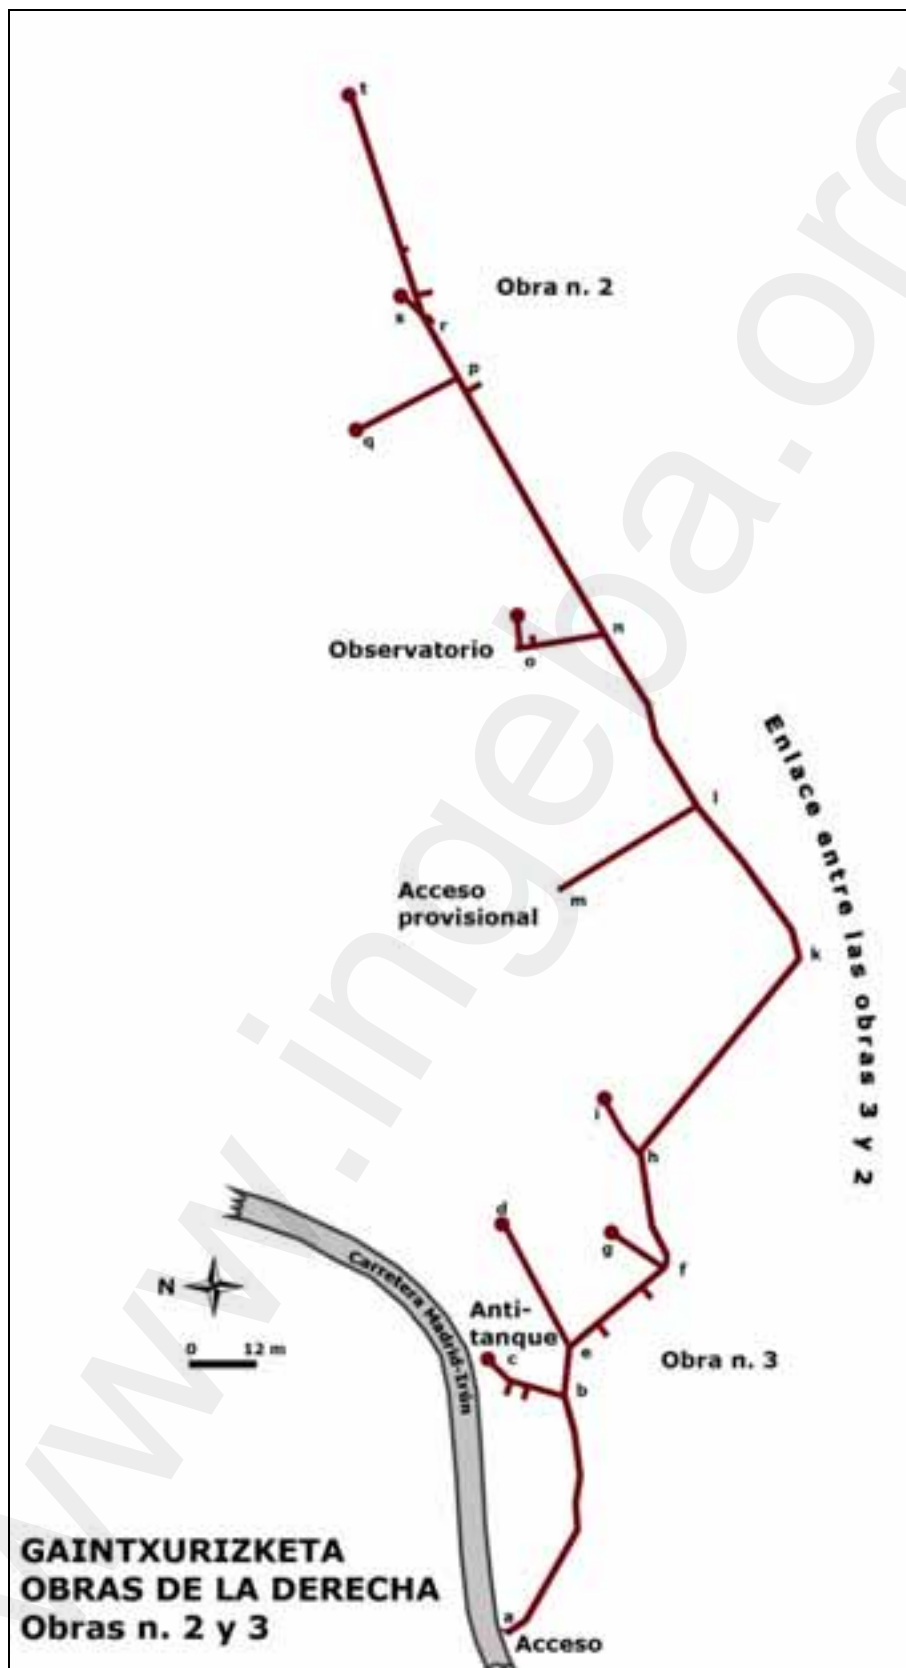 t
Obra n. 2
s
r
p
q
n
Observatorio
o
Enlace entre las obras 3 y 2
l
Acceso
provisional
m
k
i
h
d
g
f
Carretera Madrid-Irún
N
Anti-
tanque
0 12 m
c
e
Obra n. 3
b
GAINTXURIZKETA
OBRAS DE LA DERECHA
Obras n. 2 y 3
a
Acceso
www.ingeba.org